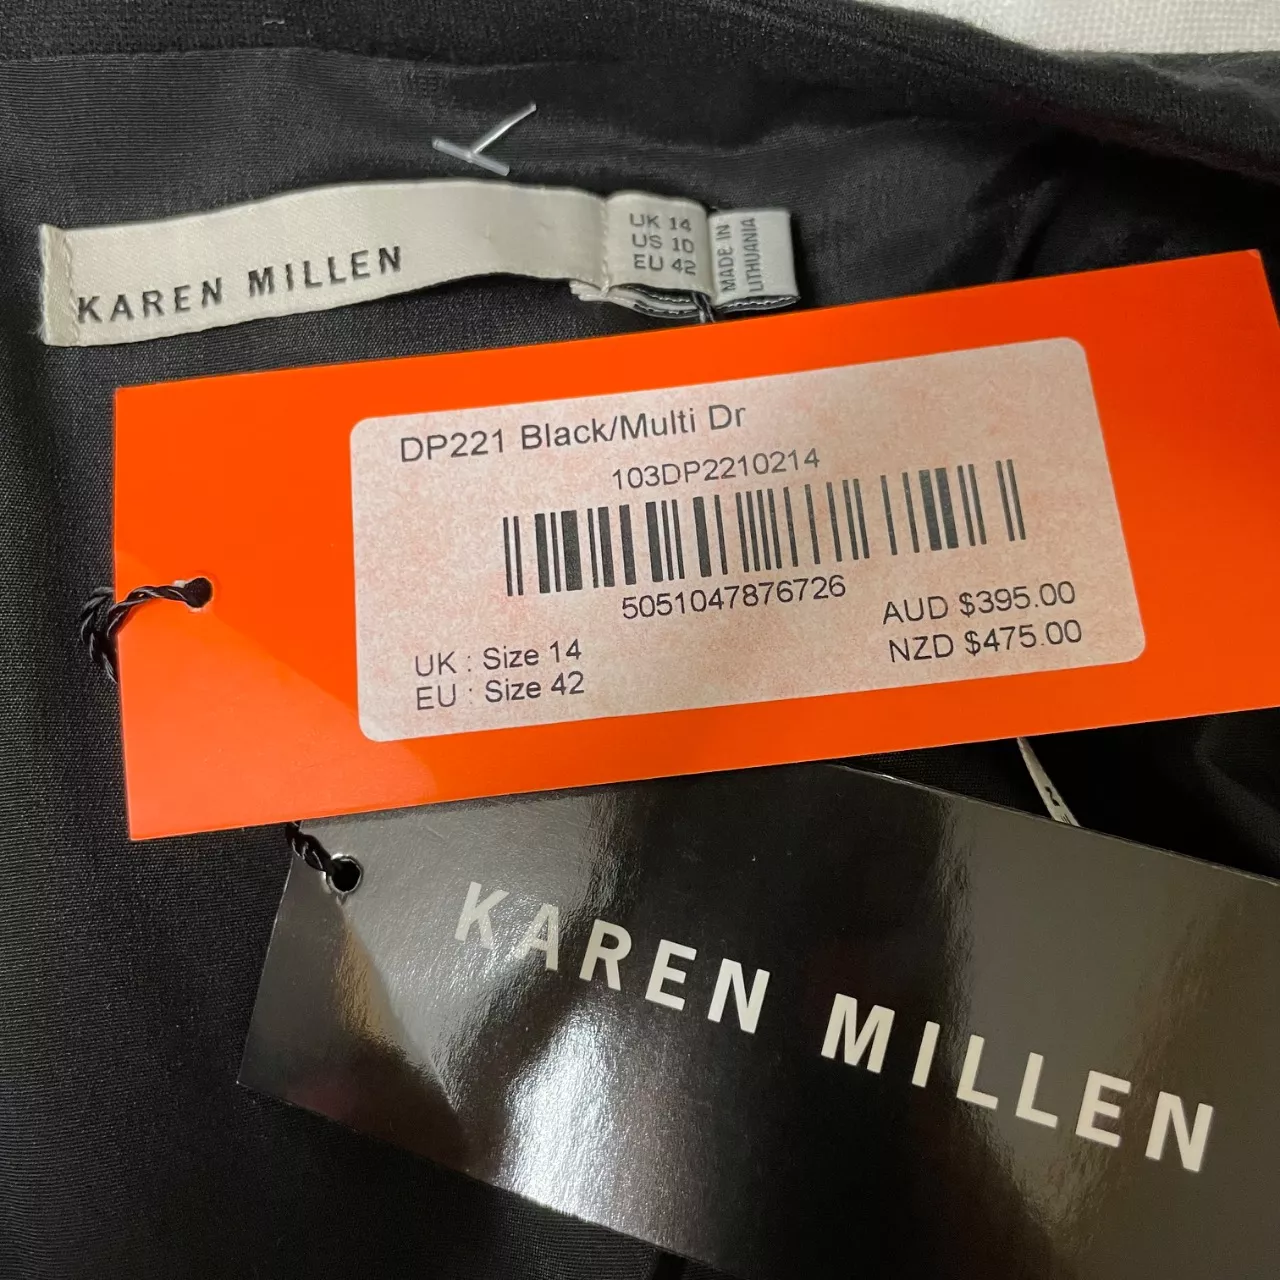 KAREN MILLEN
UK 14
US 10
EU 42
MADE IN
LITHUANIA
DP221 Black/Multi Dr
103DP2210214
5051047876726
AUD $395.00
NZD $475.00
UK : Size 14
EU : Size 42
KAREN MILLEN